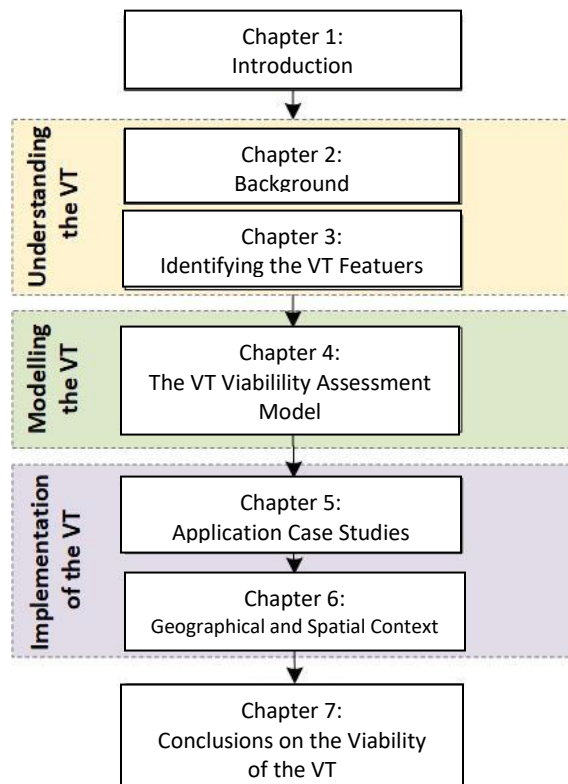 Chapter 1:
Introduction
Understanding
the VT
Chapter 2:
Background
Chapter 3:
Identifying the VT Featuers
Modelling
the VT
Chapter 4:
The VT Viabilility Assessment
Model
Implementation
of the VT
Chapter 5:
Application Case Studies
Chapter 6:
Geographical and Spatial Context
Chapter 7:
Conclusions on the Viability
of the VT